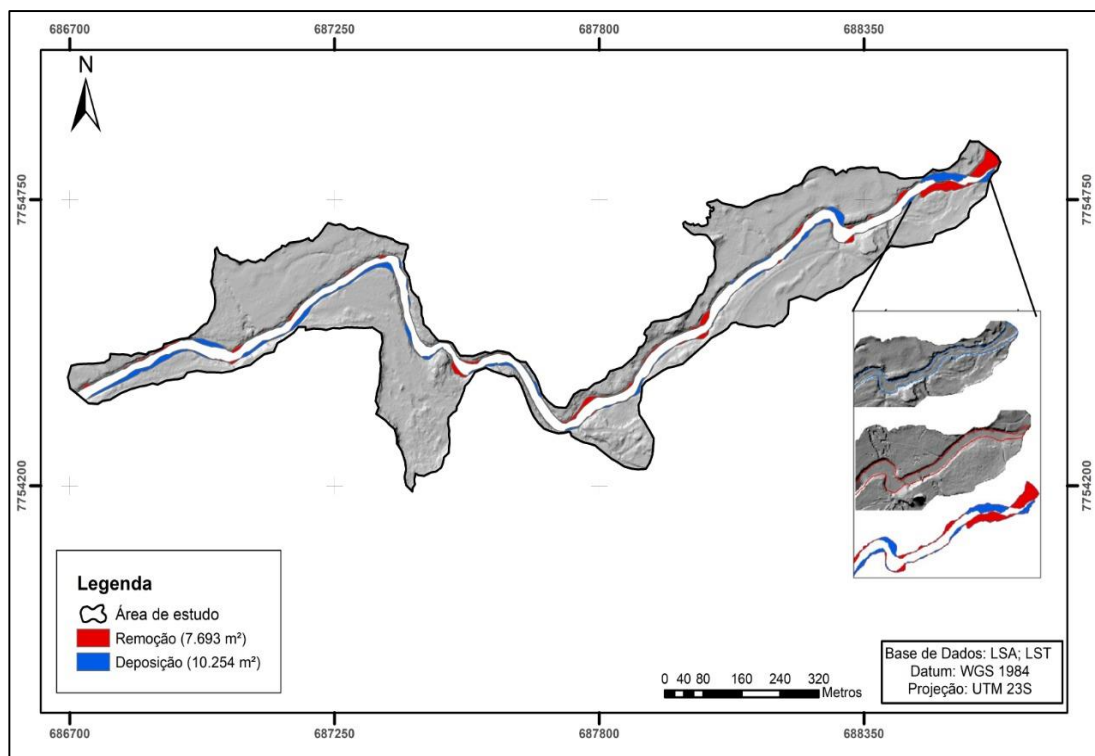 686700 687250 687800 688350
N
7754750 7754750
7754200 7754200
Legenda
Área de estudo
Remoção (7.693 m²)
Deposição (10.254 m²)
0 40 80 160 240 320
Metros
Base de Dados: LSA; LST
Datum: WGS 1984
Projeção: UTM 23S
686700 687250 687800 688350